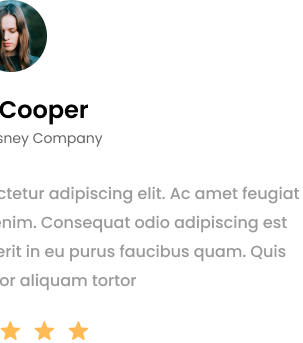 Cooper
sney Company
ctetur adipiscing elit. Ac amet feugiat
enim. Consequat odio adipiscing est
erit in eu purus faucibus quam. Quis
or aliquam tortor